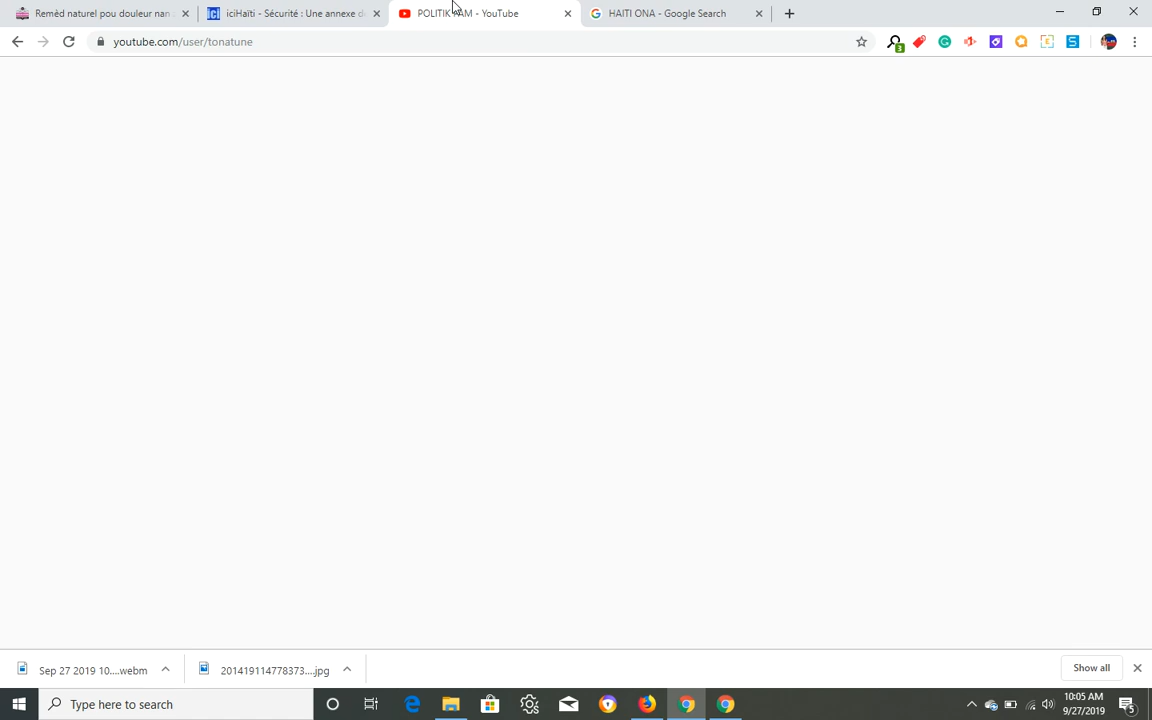 Remèd naturel pou douleur nan
iciHaïti - Sécurité : Une annexe d
POLITIK AM - YouTube
HAITI ONA - Google Search
youtube.com/user/tonatune
3
Sep 27 2019 10....webm
201419114778373....jpg
Show all
Type here to search
10:05 AM
9/27/2019
5